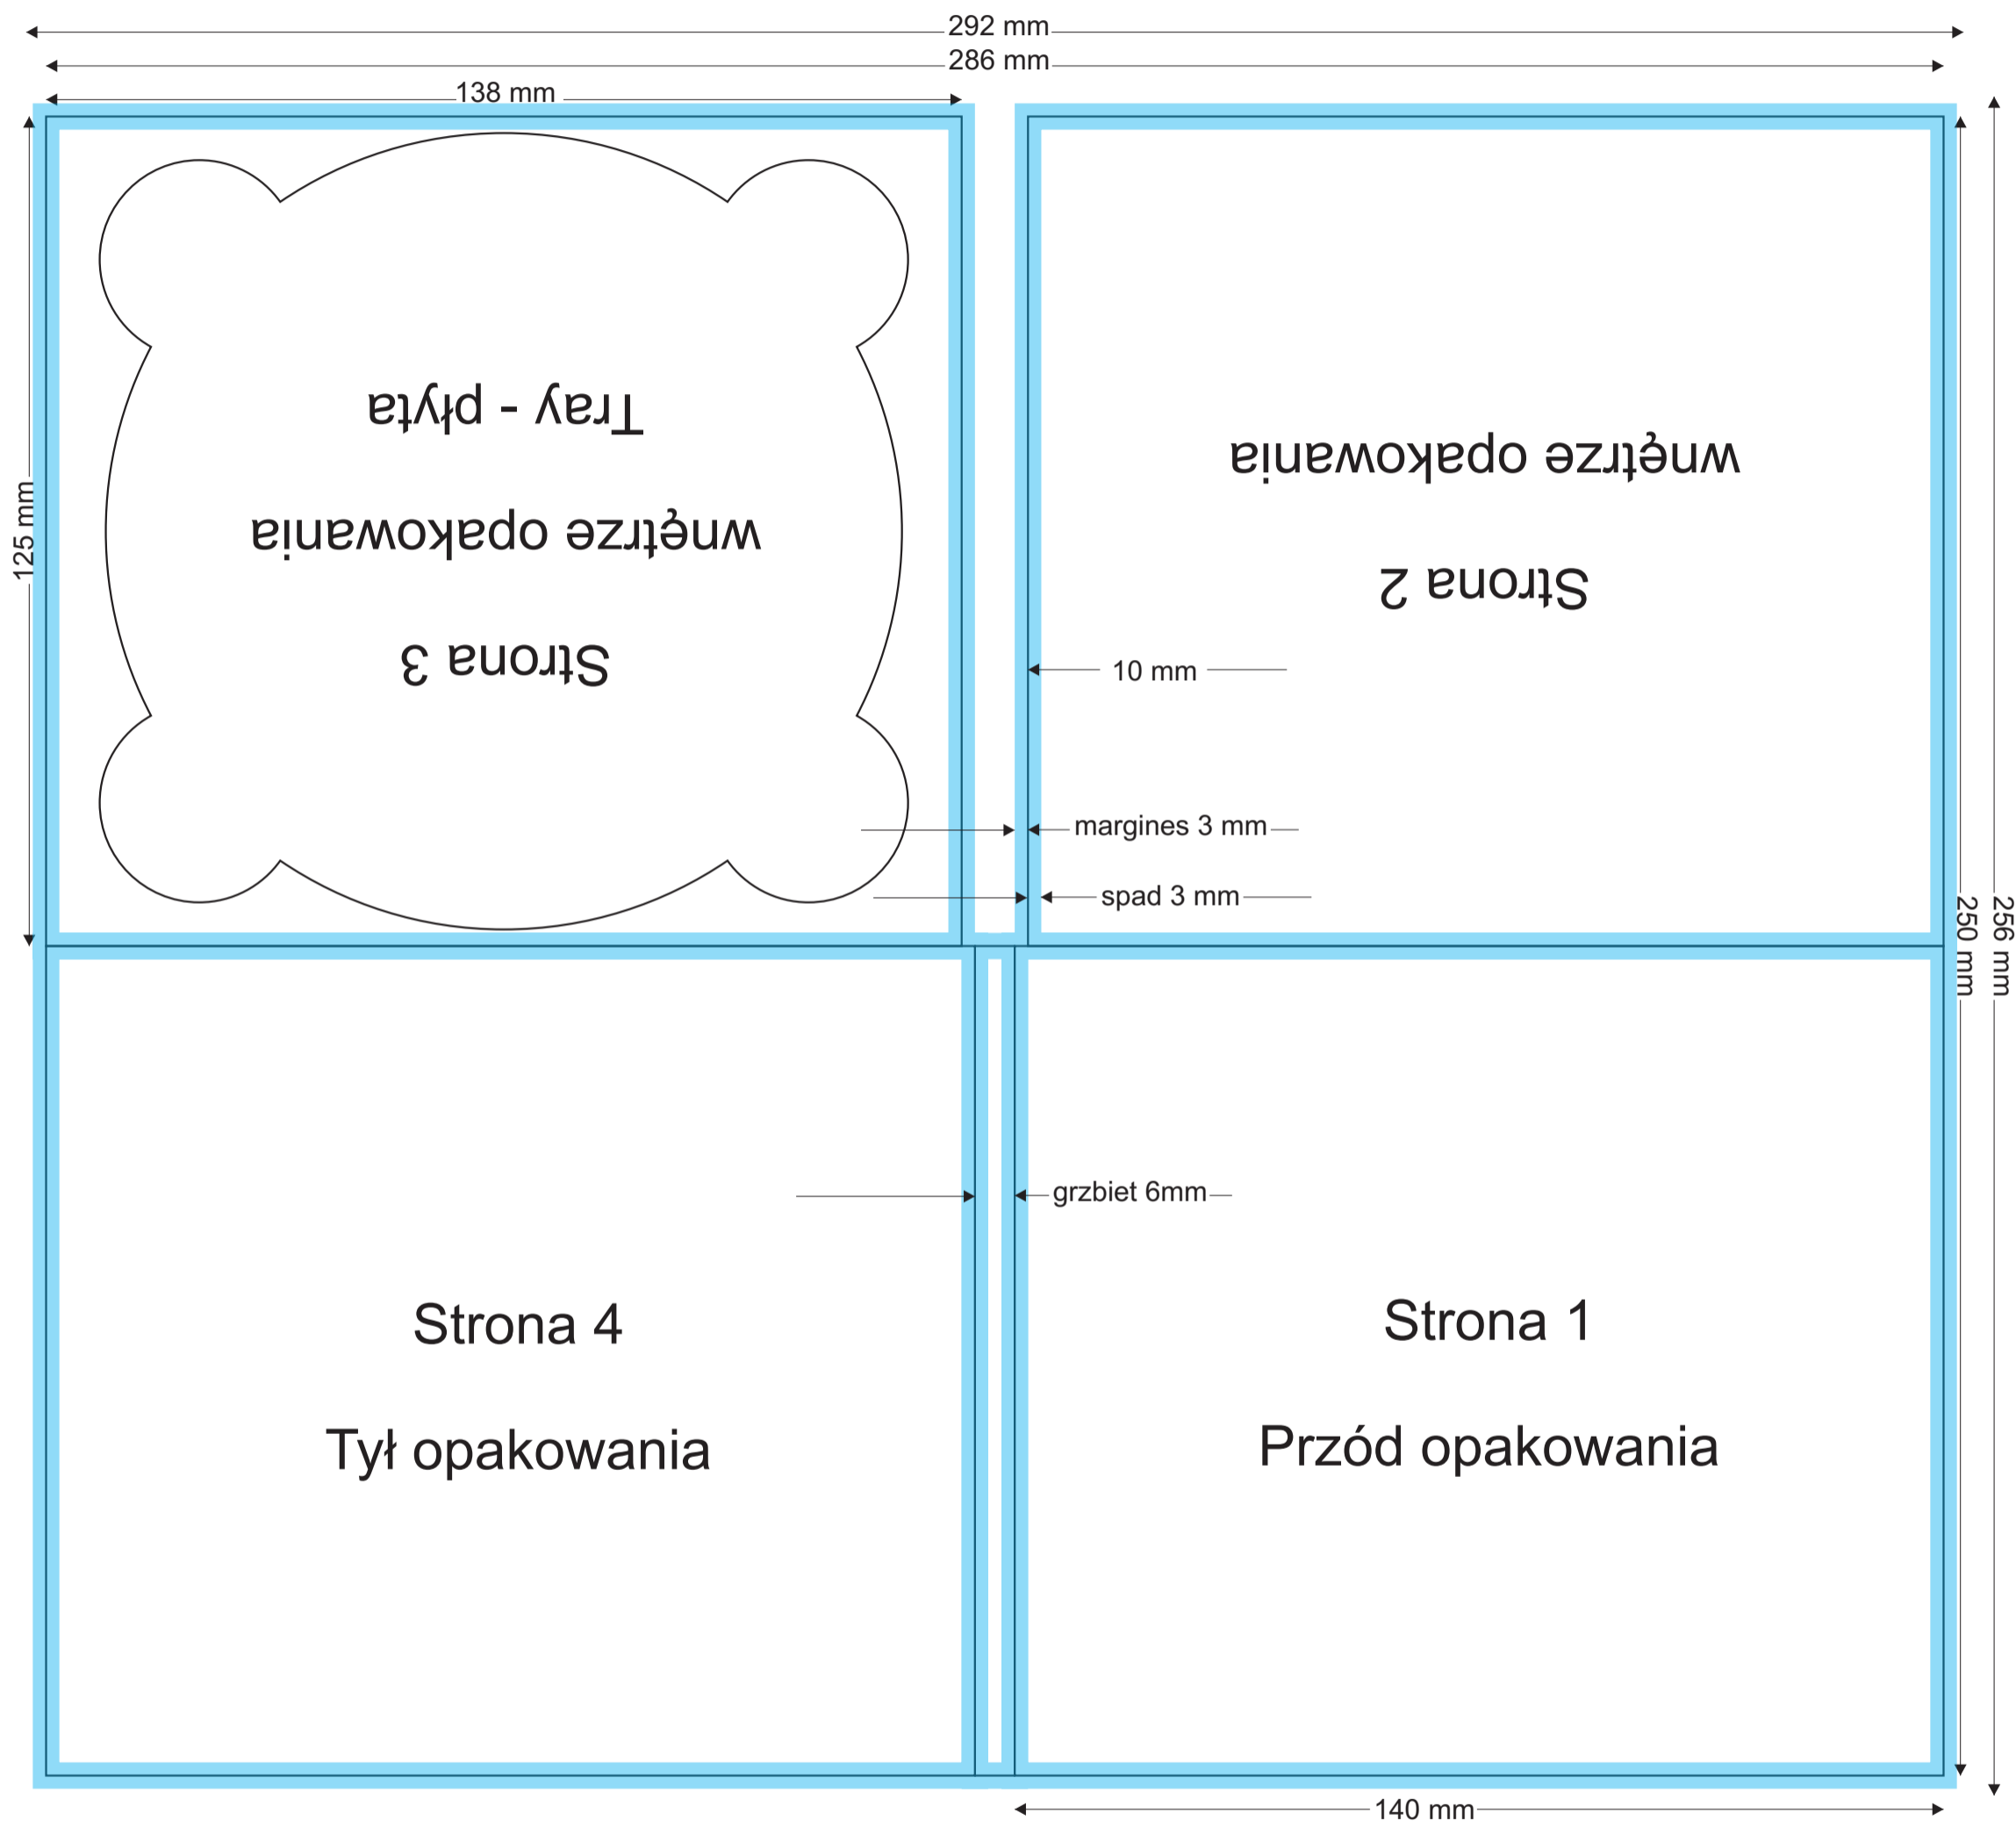 292 mm
286 mm
138 mm
125 mm
Tray - płyta
wnętrze opakowania
Strona 3
wnętrze opakowania
Strona 2
10 mm
margines 3 mm
spad 3 mm
250 mm
256 mm
grzbiet 6mm
Strona 4
Tył opakowania
Strona 1
Przód opakowania
140 mm